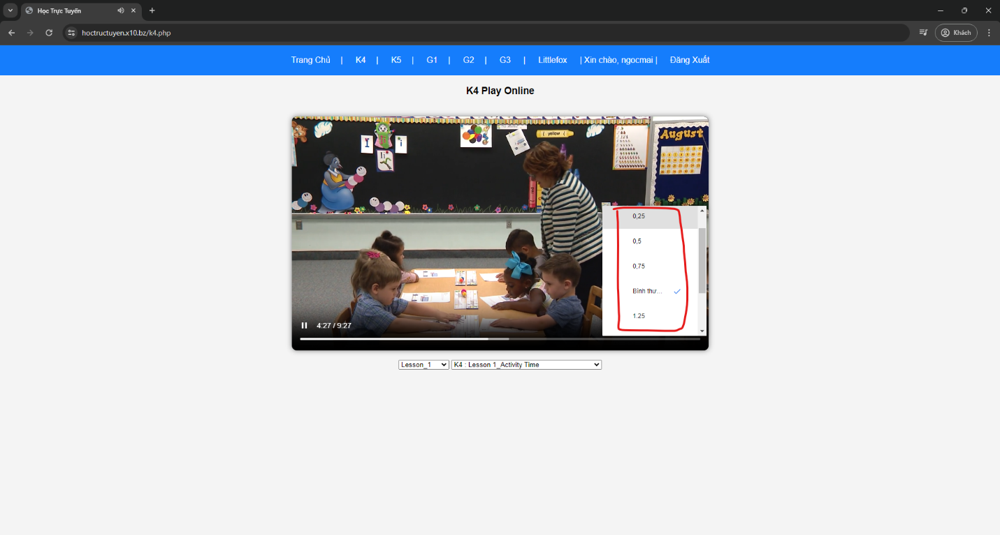 Học Trực Tuyến
hoctructuyen.x10.bz/k4.php
Khách
Trang Chủ | K4 | K5 | G1 | G2 | G3 | Littlefox | Xin chào, ngocmai | Đăng Xuất
K4 Play Online
yellow
August
I
i
Ii
0,25
0,5
0,75
Bình thư...
1.25
4:27 / 9:27
Lesson_1
K4 : Lesson 1_Activity Time